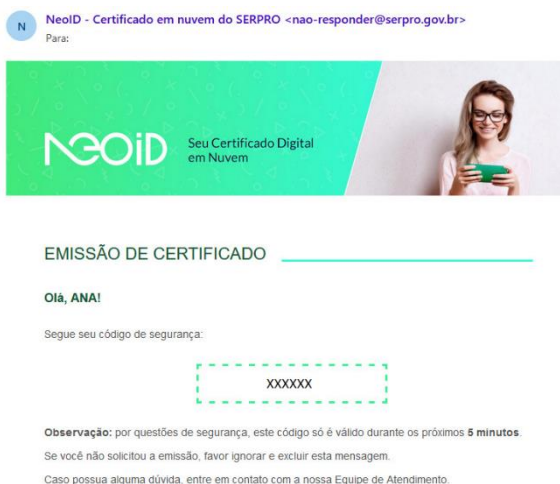 N
NeoID - Certificado em nuvem do SERPRO <nao-responder@serpro.gov.br>
Para:
NeoiD
Seu Certificado Digital
em Nuvem
EMISSÃO DE CERTIFICADO
Olá, ANA!
Segue seu código de segurança:
XXXXXX
Observação: por questões de segurança, este código só é válido durante os próximos 5 minutos.
Se você não solicitou a emissão, favor ignorar e excluir esta mensagem.
Caso possua alguma dúvida, entre em contato com a nossa Equipe de Atendimento.